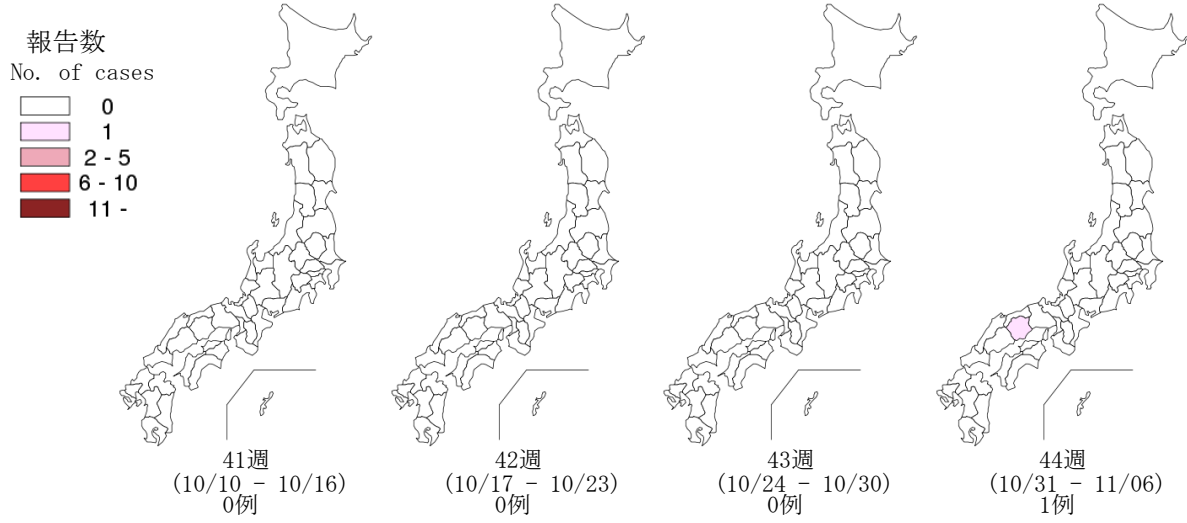 報告数
No. of cases
0
1
2 - 5
6 - 10
11 -
41週
(10/10 - 10/16)
0例
42週
(10/17 - 10/23)
0例
43週
(10/24 - 10/30)
0例
44週
(10/31 - 11/06)
1例